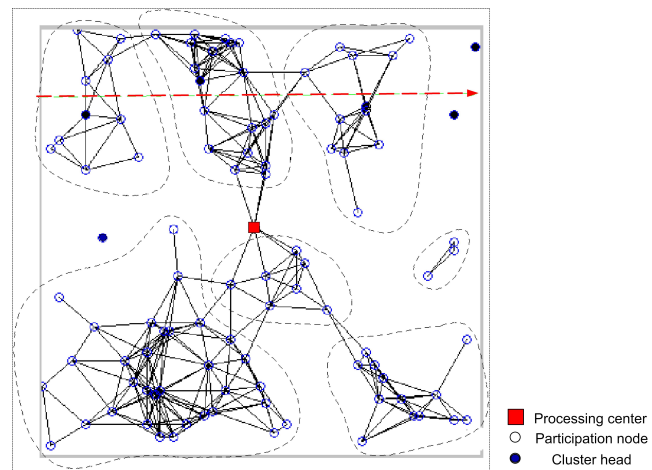 Processing center
Participation node
Cluster head